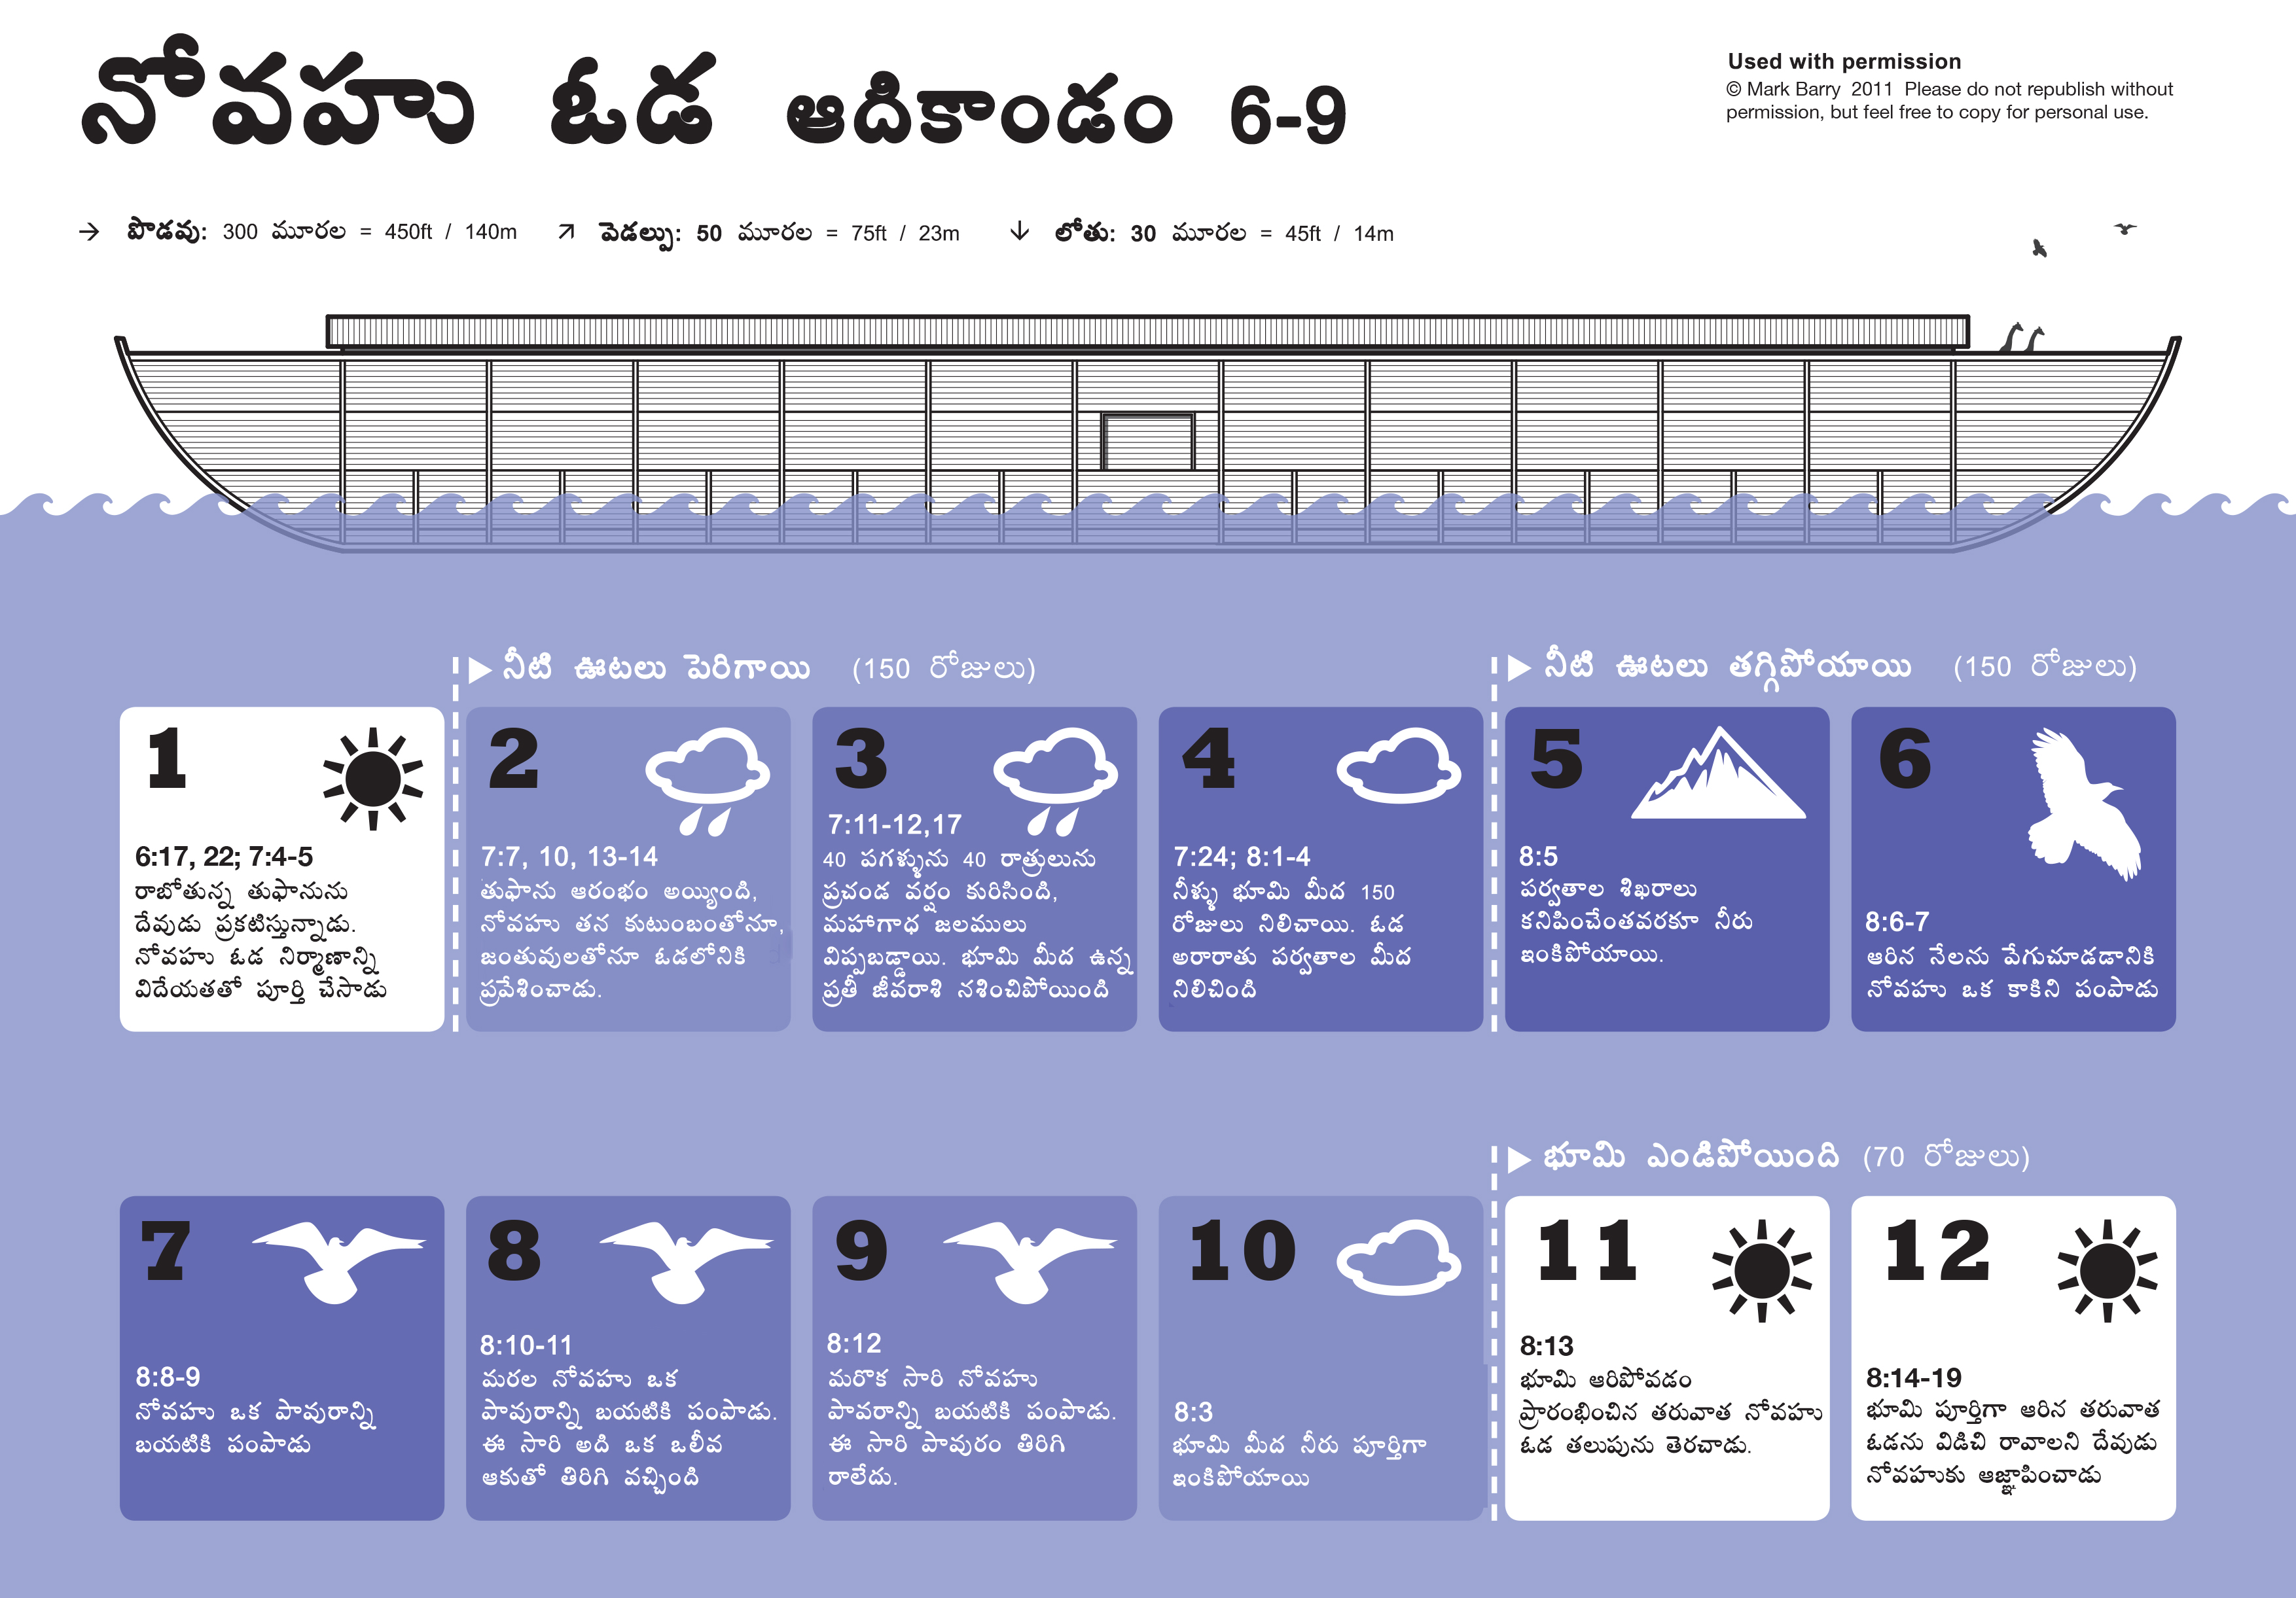 నోవహు ఓడ ఆదికాండం 6-9
Used with permission
© Mark Barry 2011 Please do not republish without
permission, but feel free to copy for personal use.
→ పొడవు: 300 మూరల = 450ft / 140m ↗ వెడల్పు: 50 మూరల = 75ft / 23m ↓ లోతు: 30 మూరల = 45ft / 14m
నీటి ఊటలు పెరిగాయి (150 రోజులు)
నీటి ఊటలు తగ్గిపోయాయి (150 రోజులు)
1
6:17, 22; 7:4-5
రాబోతున్న తుఫానును
దేవుడు ప్రకటిస్తున్నాడు.
నోవహు ఓడ నిర్మాణాన్ని
విదేయతతో పూర్తి చేసాడు
2
7:7, 10, 13-14
తుఫాను ఆరంభం అయ్యింది,
నోవహు తన కుటుంబంతోనూ,
జంతువులతోనూ ఓడలోనికి
ప్రవేశించాడు.
3
7:11-12,17
40 పగళ్ళును 40 రాత్రులును
ప్రచండ వర్షం కురిసింది,
మహాగాధ జలములు
విప్పబడ్డాయి. భూమి మీద ఉన్న
ప్రతీ జీవరాశి నశించిపోయింది
4
7:24; 8:1-4
నీళ్ళు భూమి మీద 150
రోజులు నిలిచాయి. ఓడ
అరారాతు పర్వతాల మీద
నిలిచింది
5
8:5
పర్వతాల శిఖరాలు
కనిపించేంతవరకూ నీరు
ఇంకిపోయాయి.
6
8:6-7
ఆరిన నేలను వేగుచూడడానికి
నోవహు ఒక కాకిని పంపాడు
భూమి ఎండిపోయింది (70 రోజులు)
7
8:8-9
నోవహు ఒక పావురాన్ని
బయటికి పంపాడు
8
8:10-11
మరల నోవహు ఒక
పావురాన్ని బయటికి పంపాడు.
ఈ సారి అది ఒక ఒలీవ
ఆకుతో తిరిగి వచ్చింది
9
8:12
మరొక సారి నోవహు
పావరాన్ని బయటికి పంపాడు.
ఈ సారి పావురం తిరిగి
రాలేదు.
10
8:3
భూమి మీద నీరు పూర్తిగా
ఇంకిపోయాయి
11
8:13
భూమి ఆరిపోవడం
ప్రారంభించిన తరువాత నోవహు
ఓడ తలుపును తెరచాడు.
12
8:14-19
భూమి పూర్తిగా ఆరిన తరువాత
ఓడను విడిచి రావాలని దేవుడు
నోవహుకు ఆజ్ఞాపించాడు